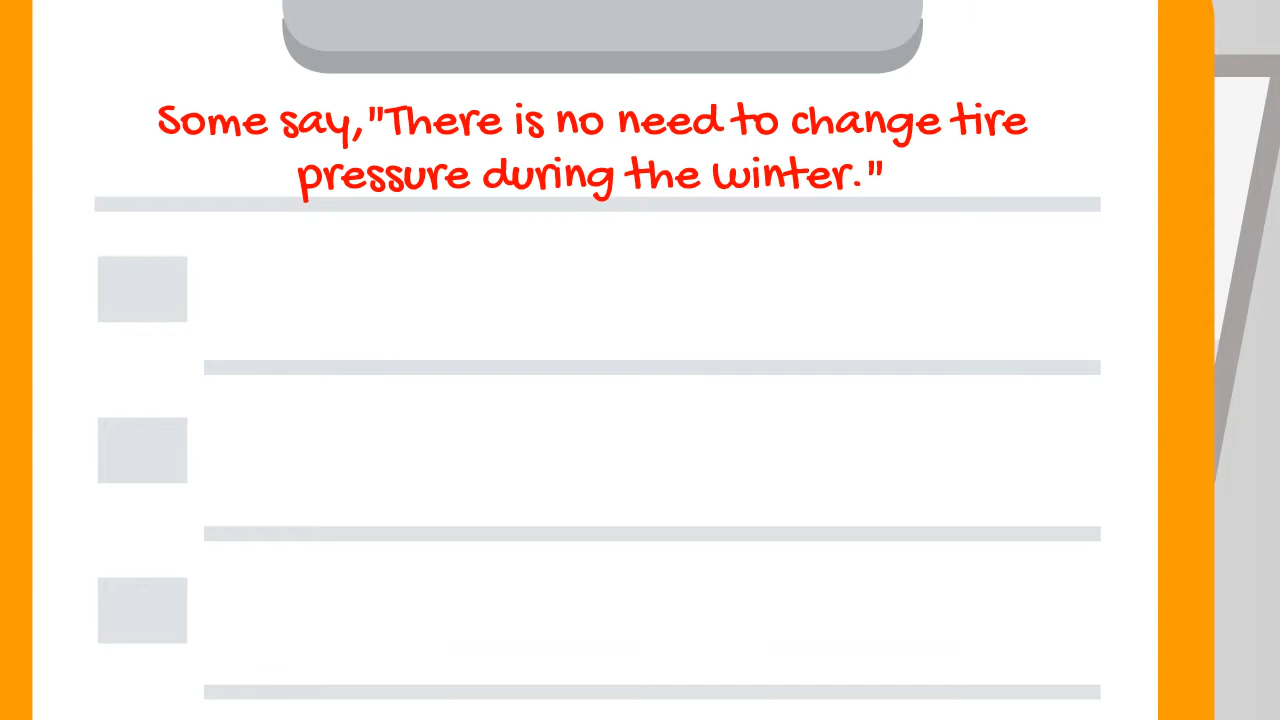 Some say,"There is no need to change tire
pressure during the winter."